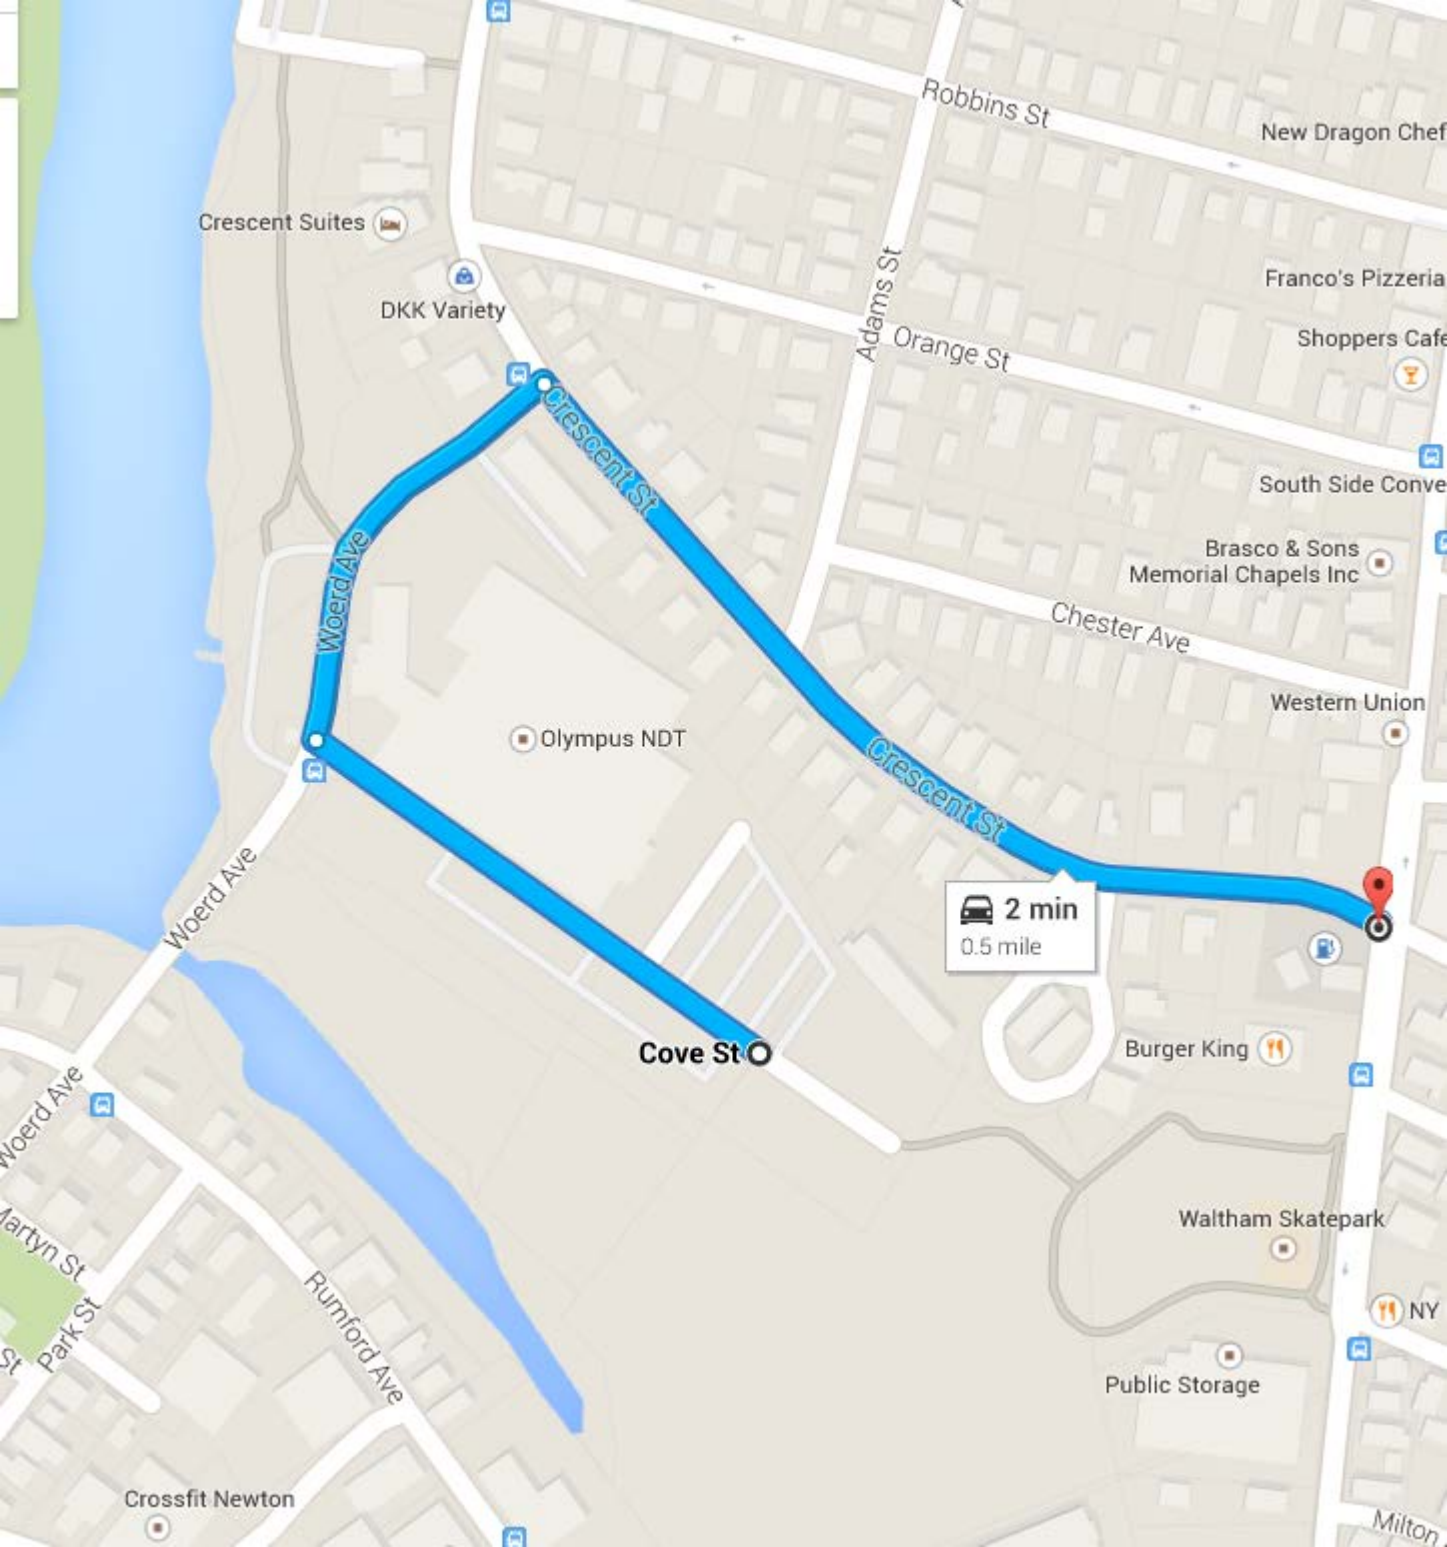 Robbins St
New Dragon Chef
Crescent Suites
Adams St
Franco's Pizzeria
DKK Variety
Orange St
Shoppers Cafe
Crescent St
South Side Conve
Woerd Ave
Brasco & Sons
Memorial Chapels Inc
Chester Ave
Western Union
Olympus NDT
Crescent St
Woerd Ave
2 min
0.5 mile
Cove St
Burger King
Woerd Ave
Martyn St
Waltham Skatepark
Park St
St
Rumford Ave
NY
Public Storage
Crossfit Newton
Milton